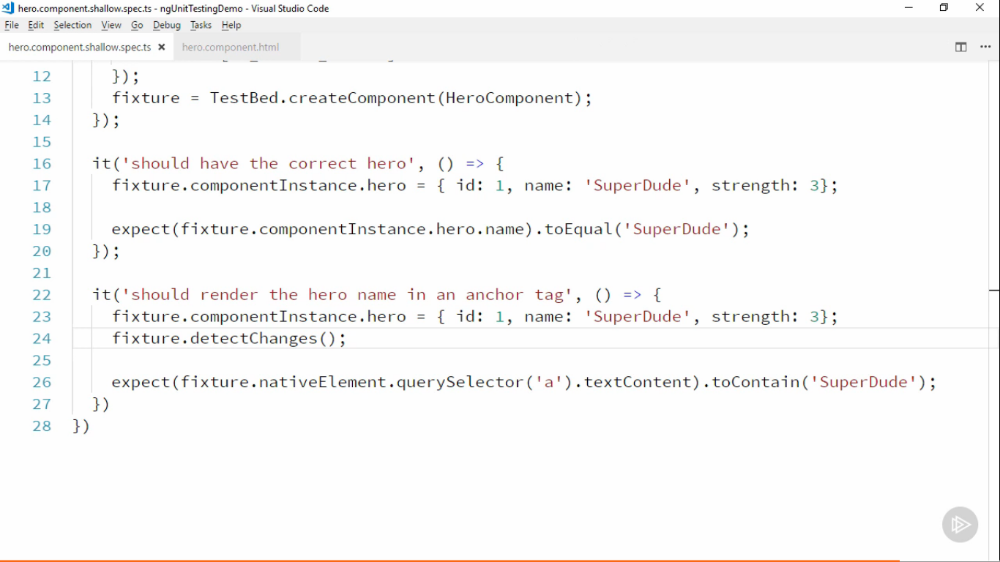 hero.component.shallow.spec.ts - ngUnitTestingDemo - Visual Studio Code
File Edit Selection View Go Debug Tasks Help
hero.component.shallow.spec.ts hero.component.html
12 });
13 fixture = TestBed.createComponent(HeroComponent);
14 });
15
16 it('should have the correct hero', () => {
17 fixture.componentInstance.hero = { id: 1, name: 'SuperDude', strength: 3};
18
19 expect(fixture.componentInstance.hero.name).toEqual('SuperDude');
20 });
21
22 it('should render the hero name in an anchor tag', () => {
23 fixture.componentInstance.hero = { id: 1, name: 'SuperDude', strength: 3};
24 fixture.detectChanges();
25
26 expect(fixture.nativeElement.querySelector('a').textContent).toContain('SuperDude');
27 })
28 })